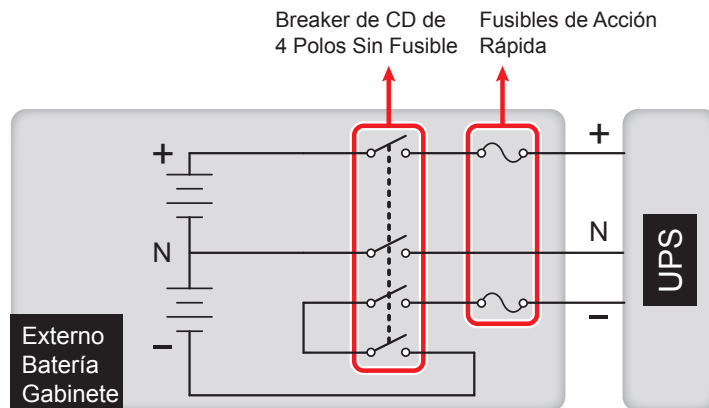 Breaker de CD de
4 Polos Sin Fusible
Fusibles de Acción
Rápida
+
+
N
N
−
−
UPS
Externo
Batería
Gabinete